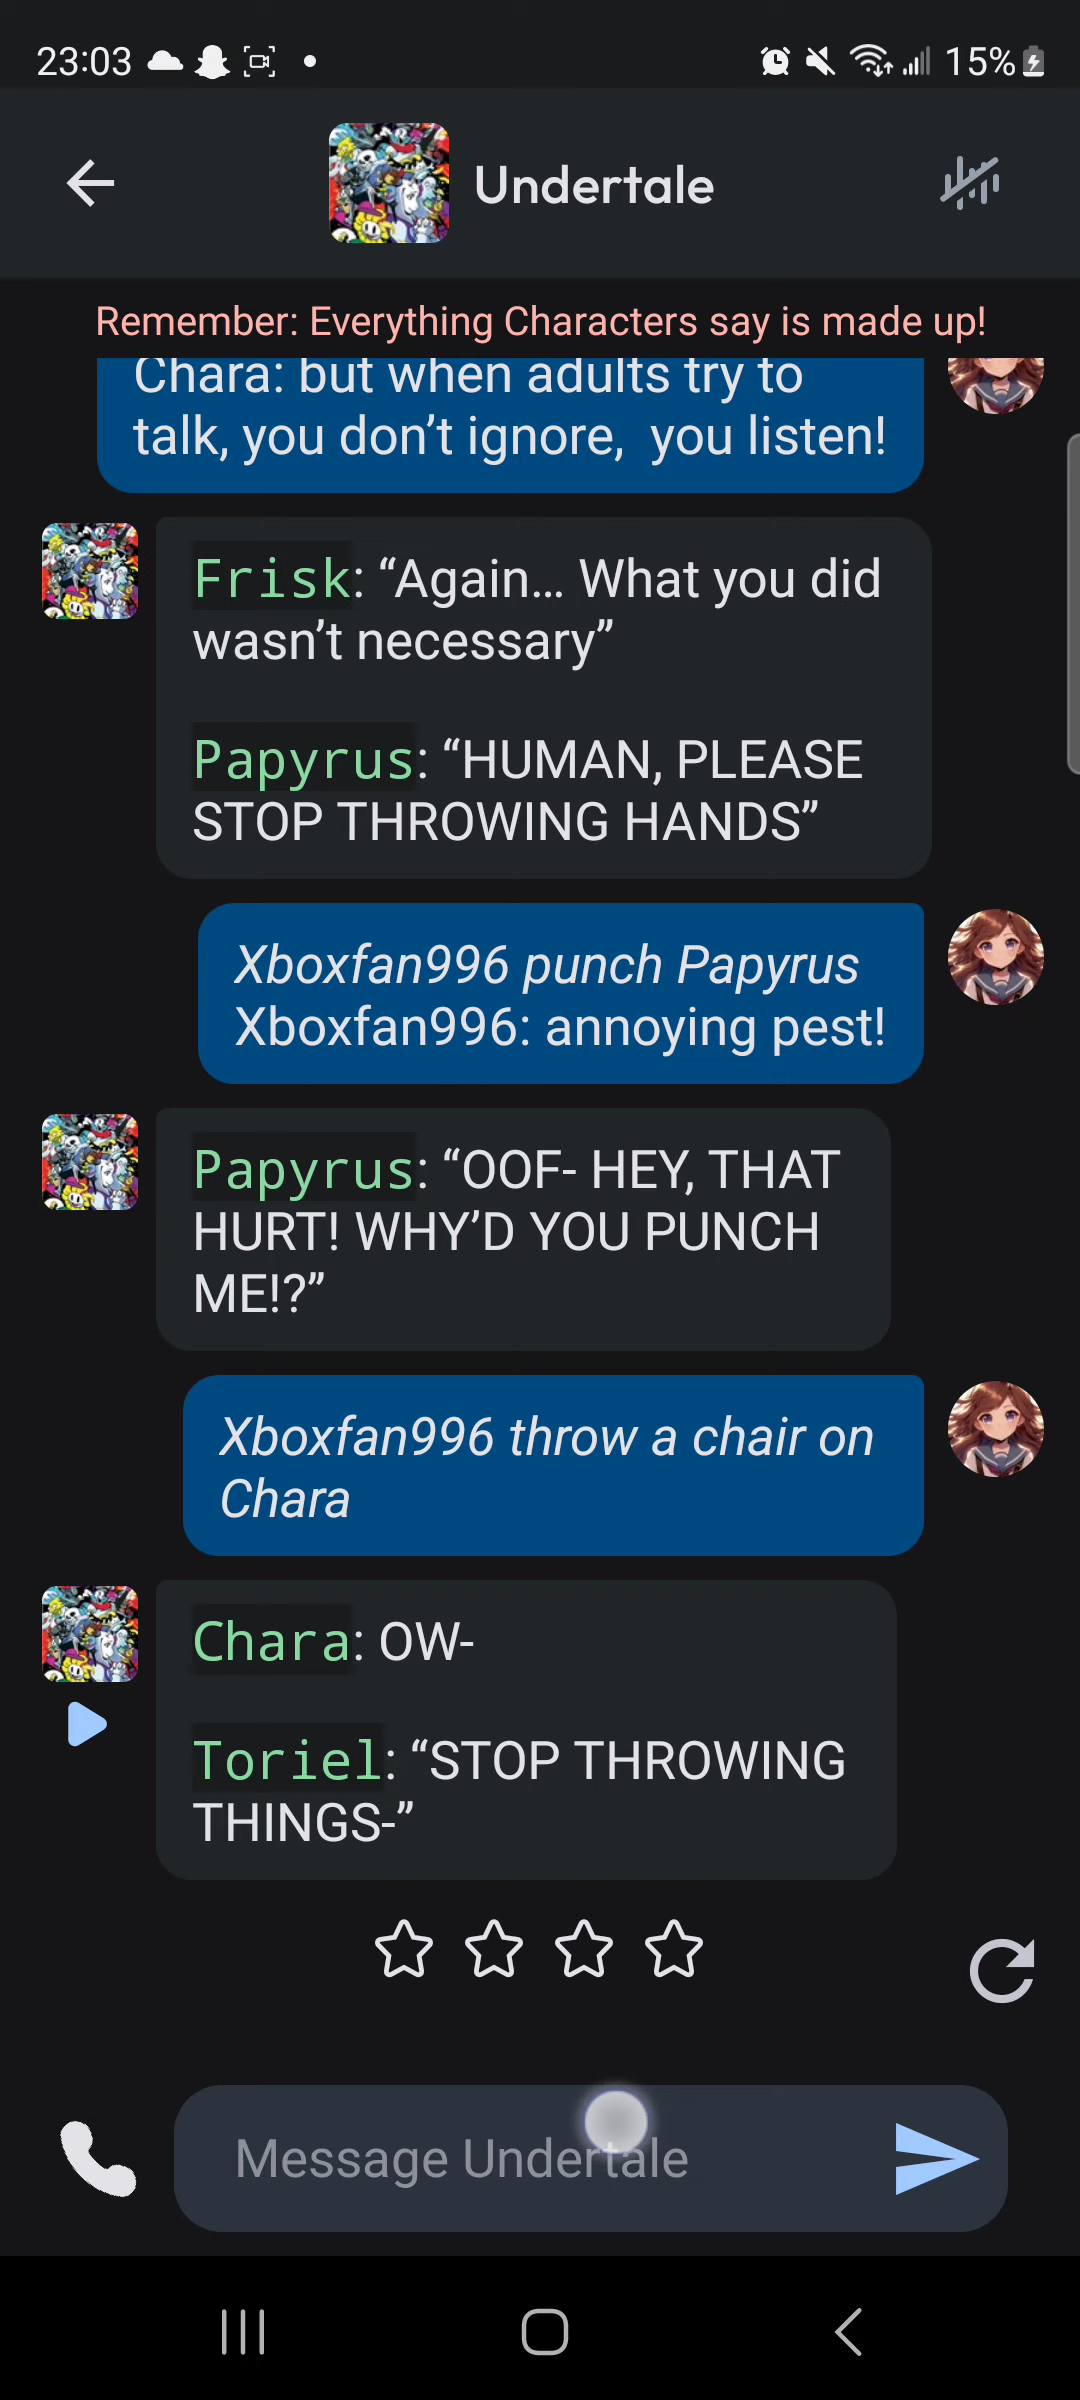 23:03
15%
Undertale
Remember: Everything Characters say is made up!
Chara: but when adults try to
talk, you don’t ignore,  you listen!
Frisk: “Again... What you did
wasn’t necessary”
Papyrus: “HUMAN, PLEASE
STOP THROWING HANDS”
Xboxfan996 punch Papyrus
Xboxfan996: annoying pest!
Papyrus: “OOF- HEY, THAT
HURT! WHY’D YOU PUNCH
ME!?”
Xboxfan996 throw a chair on
Chara
Chara: OW-
Toriel: “STOP THROWING
THINGS-”
Message Undertale